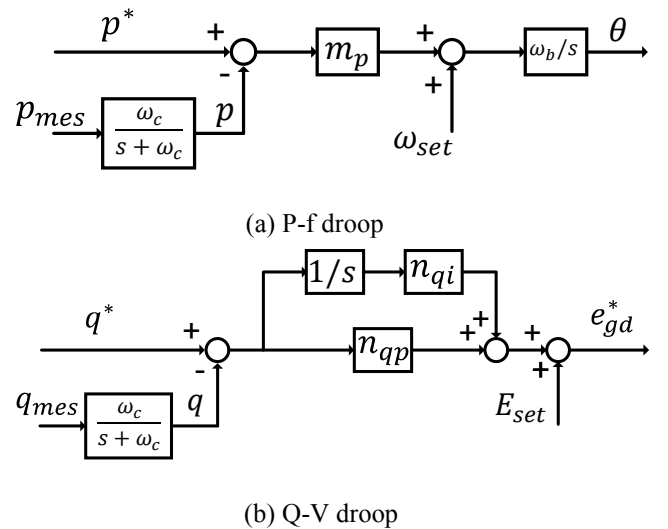 p* + m_p + ω_b/s θ
-
+
p_mes ω_c / s + ω_c p
ω_set
(a) P-f droop
1/s n_qi
q* + n_qp + + + e*_gd
-
+
q_mes ω_c / s + ω_c q
E_set
(b) Q-V droop